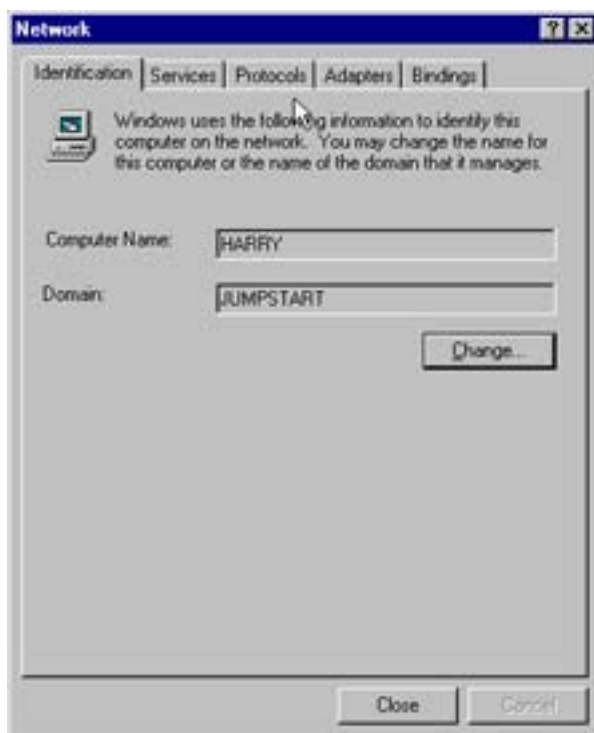 Network
Identification Services Protocols Adapters Bindings
Windows uses the following information to identify this
computer on the network. You may change the name for
this computer or the name of the domain that it manages.
Computer Name: HARRY
Domain: JUMPSTART
Change...
Close Cancel